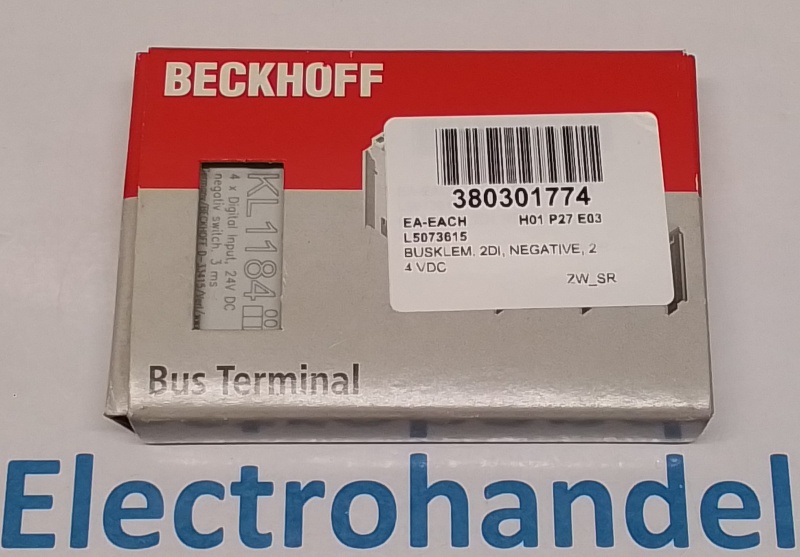 BECKHOFF
380301774
EA-EACH H01 P27 E03
L5073615
BUSKLEM, 2DI, NEGATIVE, 2
4 VDC
ZW_SR
KL1184 00
4 x Digital Input, 24V DC
negativ switch, 3 ms
Bus Terminal
Electrohandel